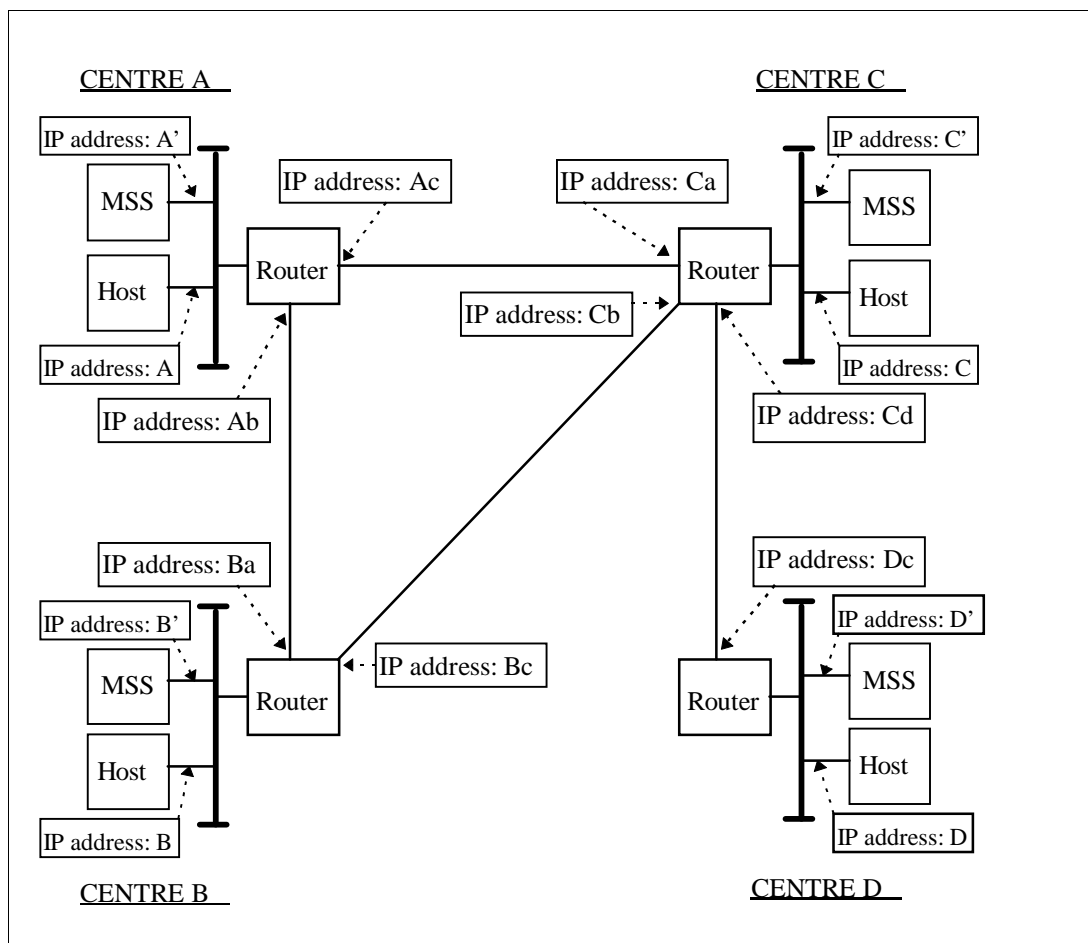 CENTRE A
CENTRE C
IP address: A’
IP address: C’
MSS
IP address: Ac
IP address: Ca
MSS
Host
Router
Router
Host
IP address: Cb
IP address: A
IP address: C
IP address: Ab
IP address: Cd
IP address: Ba
IP address: Dc
IP address: B’
IP address: D’
MSS
Router
IP address: Bc
Router
MSS
Host
Host
IP address: B
IP address: D
CENTRE B
CENTRE D